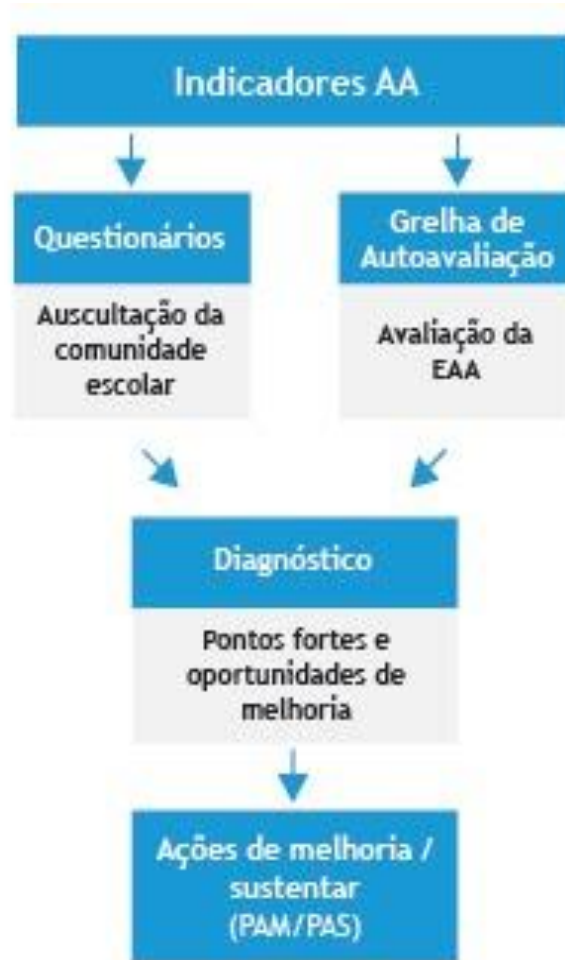 Indicadores AA
Questionários
Auscultação da
comunidade
escolar
Grelha de
Autoavaliação
Avaliação da
EAA
Diagnóstico
Pontos fortes e
oportunidades de
melhoria
Ações de melhoria /
sustentar
(PAM/PAS)